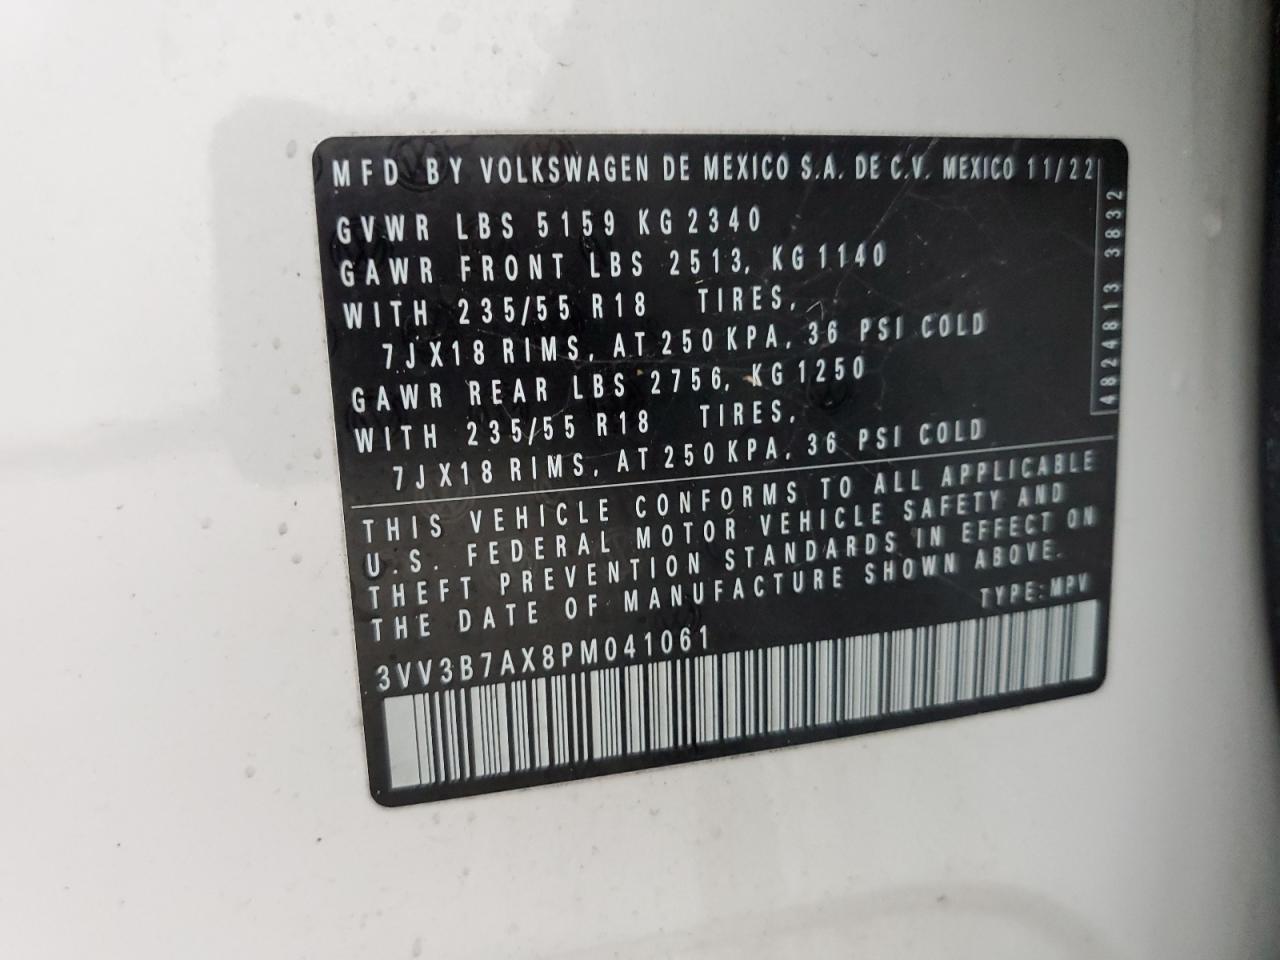 MFD BY VOLKSWAGEN DE MEXICO S.A. DE C.V. MEXICO 11/22
GVWR LBS 5159 KG 2340
GAWR FRONT LBS 2513, KG 1140
WITH 235/55 R18 TIRES,
7JX18 RIMS, AT 250 KPA, 36 PSI COLD
GAWR REAR LBS 2756, KG 1250
WITH 235/55 R18 TIRES,
7JX18 RIMS, AT 250 KPA, 36 PSI COLD
4824813 3832
THIS VEHICLE CONFORMS TO ALL APPLICABLE
U.S. FEDERAL MOTOR VEHICLE SAFETY AND
THEFT PREVENTION STANDARDS IN EFFECT ON
THE DATE OF MANUFACTURE SHOWN ABOVE.
TYPE: MPV
3VV3B7AX8PM041061